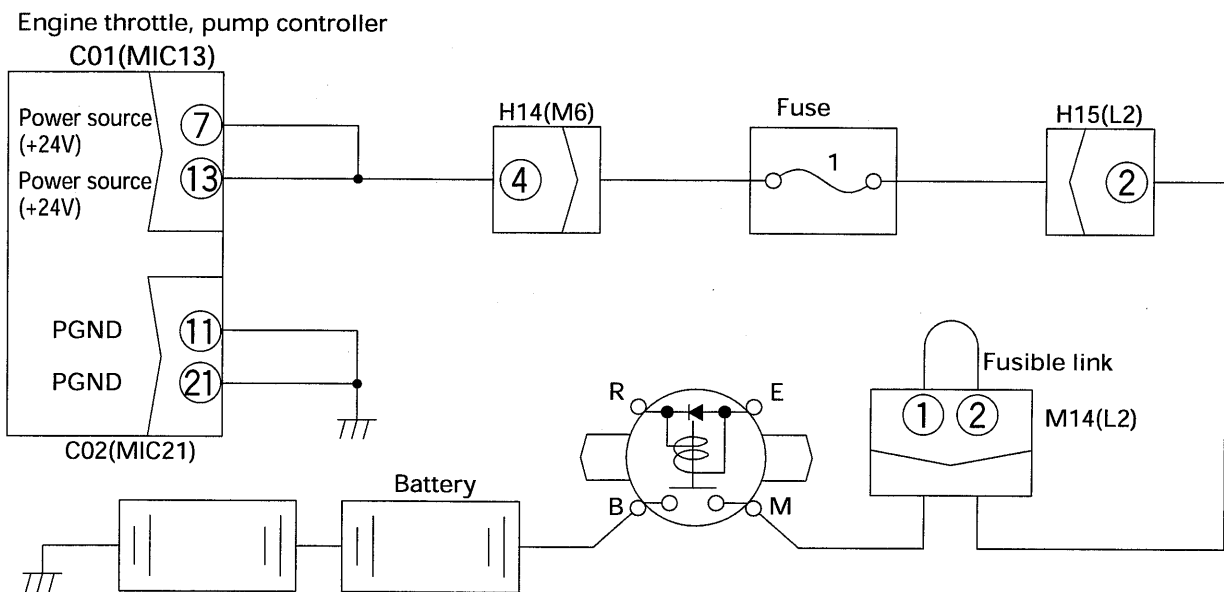 Engine throttle, pump controller
C01(MIC13)
Power source
(+24V)
7
Power source
(+24V)
13
H14(M6)
4
Fuse
1
H15(L2)
2
PGND
11
PGND
21
C02(MIC21)
R
E
B
M
Fusible link
1
2
M14(L2)
Battery